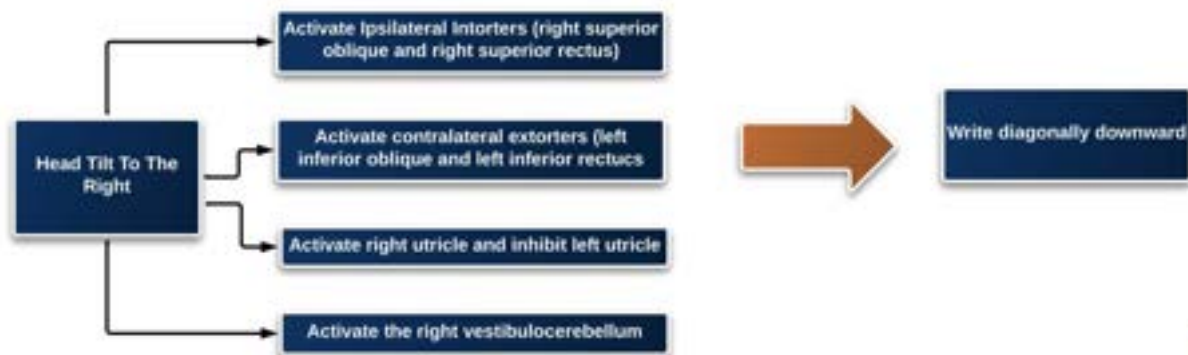 Activate Ipsilateral Intorters (right superior
oblique and right superior rectus)
Head Tilt To The
Right
Activate contralateral extorters (left
inferior oblique and left inferior rectucs
Activate right utricle and inhibit left utricle
Activate the right vestibulocerebellum
Write diagonally downward